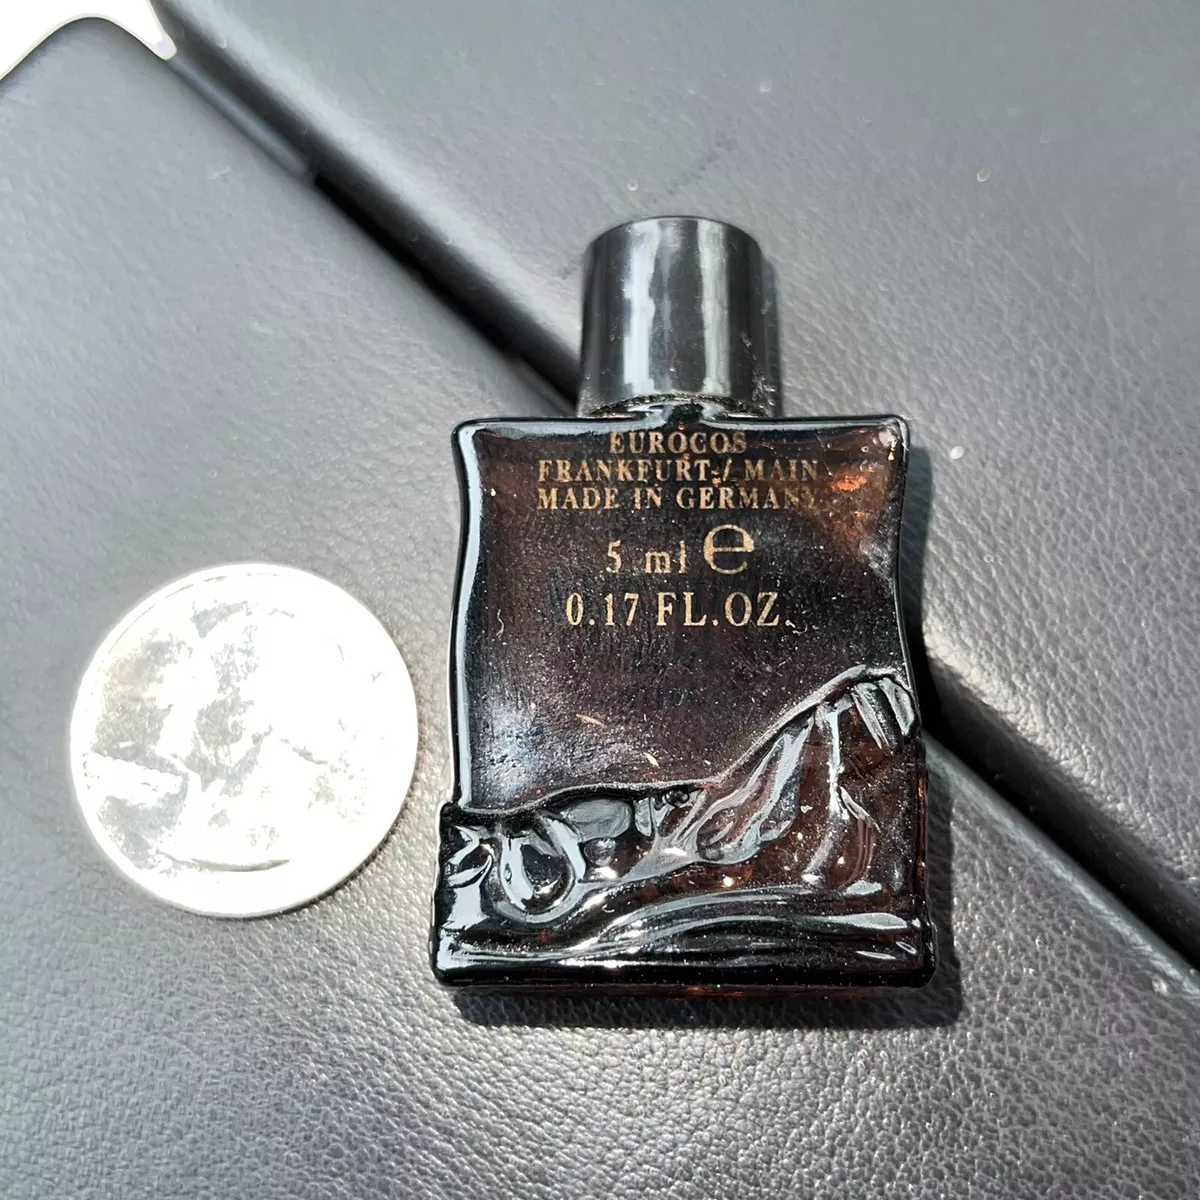 EUROCOS
FRANKFURT / MAIN
MADE IN GERMANY
5 ml e
0.17 FL.OZ.